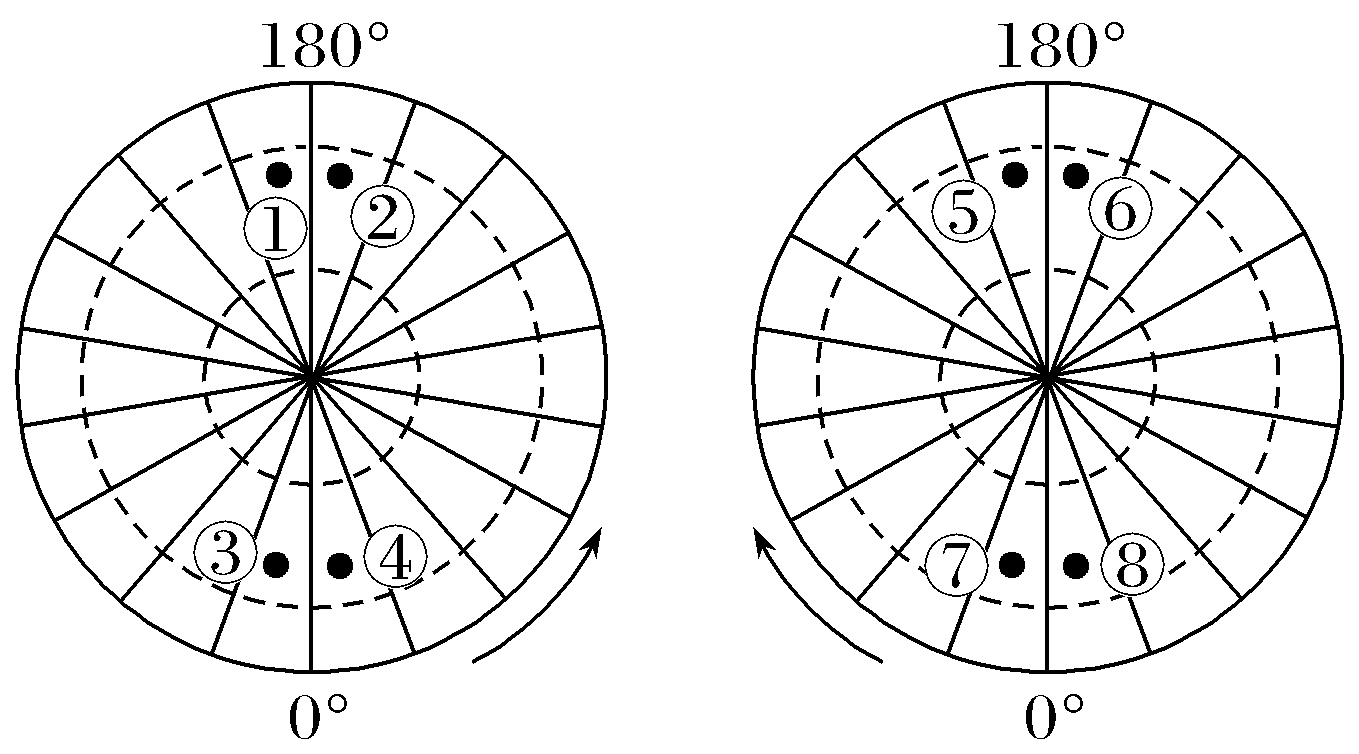 180° 180°
① ② ⑤ ⑥
③ ④ ⑦ ⑧
0° 0°